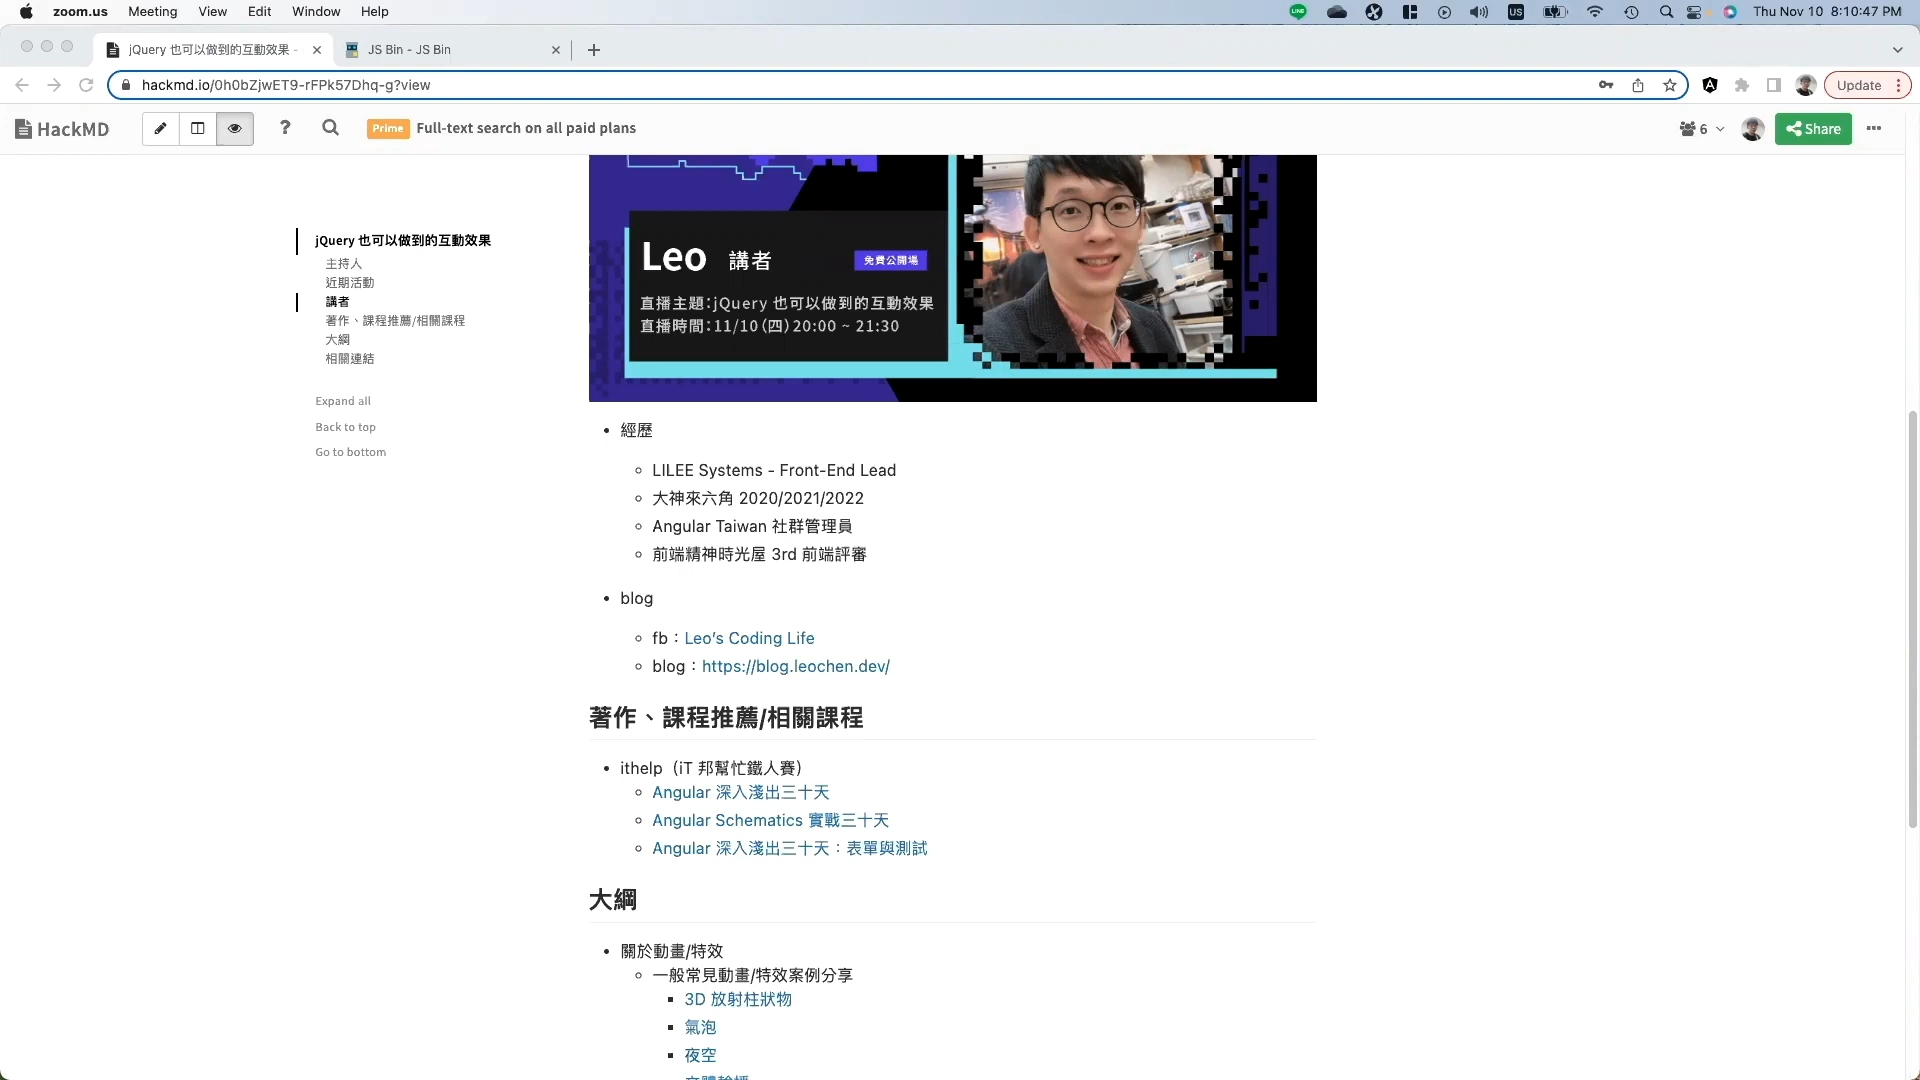 zoom.us Meeting View Edit Window Help
LINE US Thu Nov 10 8:10:47 PM
jQuery 也可以做到的互動效果 - JS Bin - JS Bin
hackmd.io/0h0bZjwET9-rFPk57Dhq-g?view Update
HackMD ? Prime Full-text search on all paid plans 6 Share
Leo 講者 免費公開場
直播主題:jQuery 也可以做到的互動效果
直播時間:11/10(四)20:00 ~ 21:30
jQuery 也可以做到的互動效果
主持人
近期活動
講者
著作、課程推薦/相關課程
大綱
相關連結
Expand all
Back to top
Go to bottom
經歷
LILEE Systems - Front-End Lead
大神來六角 2020/2021/2022
Angular Taiwan 社群管理員
前端精神時光屋 3rd 前端評審
blog
fb：Leo's Coding Life
blog：https://blog.leochen.dev/
著作、課程推薦/相關課程
ithelp（iT 邦幫忙鐵人賽）
Angular 深入淺出三十天
Angular Schematics 實戰三十天
Angular 深入淺出三十天：表單與測試
大綱
關於動畫/特效
一般常見動畫/特效案例分享
3D 放射柱狀物
氣泡
夜空